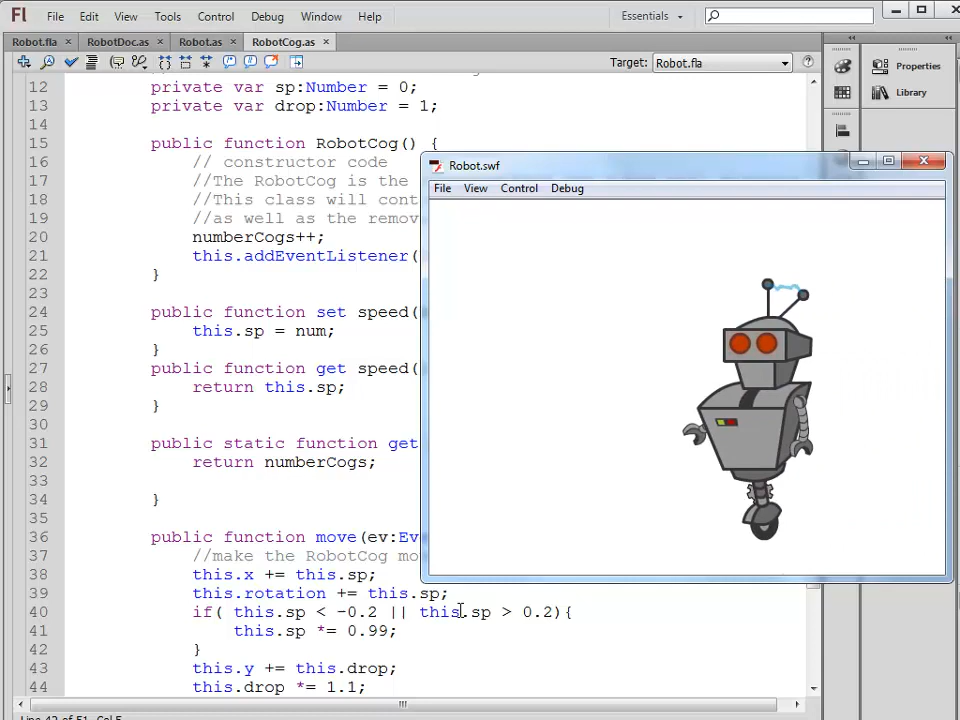 Fl File Edit View Tools Control Debug Window Help Essentials
Robot.fla × RobotDoc.as × Robot.as × RobotCog.as ×
Target: Robot.fla
Properties
Library
12 private var sp:Number = 0;
13 private var drop:Number = 1;
14
15 public function RobotCog() {
16 // constructor code
17 //The RobotCog is the
18 //This class will cont
19 //as well as the remov
20 numberCogs++;
21 this.addEventListener(
22 }
23
24 public function set speed(
25 this.sp = num;
26 }
27 public function get speed(
28 return this.sp;
29 }
30
31 public static function get
32 return numberCogs;
33
34 }
35
36 public function move(ev:Ev
37 //make the RobotCog mo
38 this.x += this.sp;
39 this.rotation += this.sp;
40 if( this.sp < -0.2 || this.sp > 0.2){
41 this.sp *= 0.99;
42 }
43 this.y += this.drop;
44 this.drop *= 1.1;
Robot.swf
File View Control Debug
Line 42 of 51, Col 5